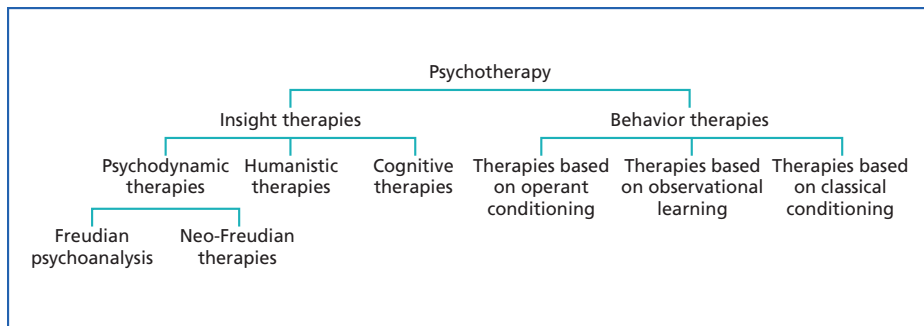 Psychotherapy
Insight therapies
Behavior therapies
Psychodynamic
therapies
Humanistic
therapies
Cognitive
therapies
Therapies based
on operant
conditioning
Therapies based
on observational
learning
Therapies based
on classical
conditioning
Freudian
psychoanalysis
Neo-Freudian
therapies